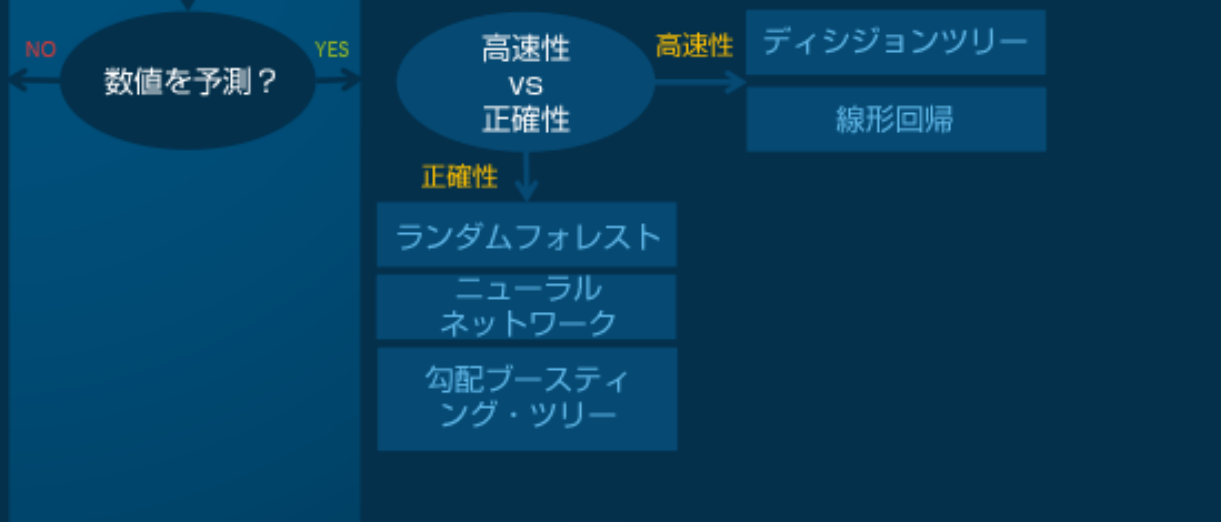 NO
数値を予測？
YES
高速性
vs
正確性
高速性
ディシジョンツリー
線形回帰
正確性
ランダムフォレスト
ニューラル
ネットワーク
勾配ブースティ
ング・ツリー